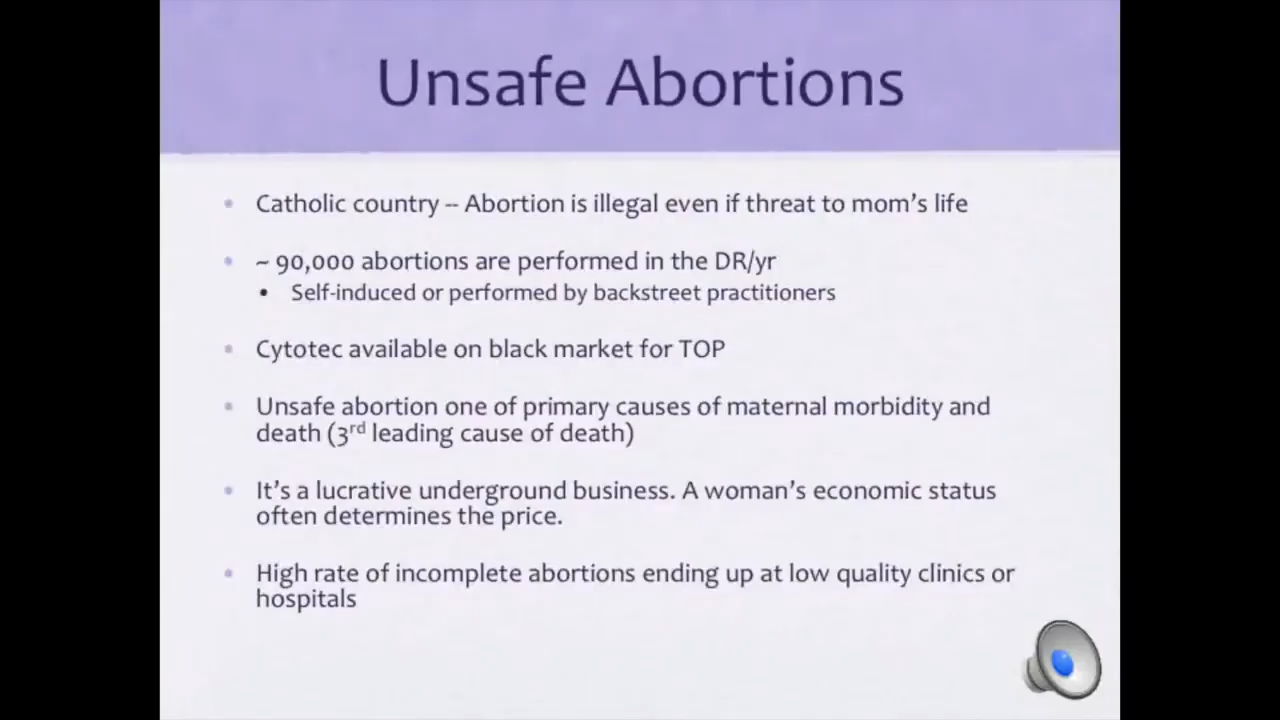 Unsafe Abortions
• Catholic country – Abortion is illegal even if threat to mom's life
• ~ 90,000 abortions are performed in the DR/yr
• Self-induced or performed by backstreet practitioners
• Cytotec available on black market for TOP
• Unsafe abortion one of primary causes of maternal morbidity and
death (3rd leading cause of death)
• It's a lucrative underground business. A woman's economic status
often determines the price.
• High rate of incomplete abortions ending up at low quality clinics or
hospitals